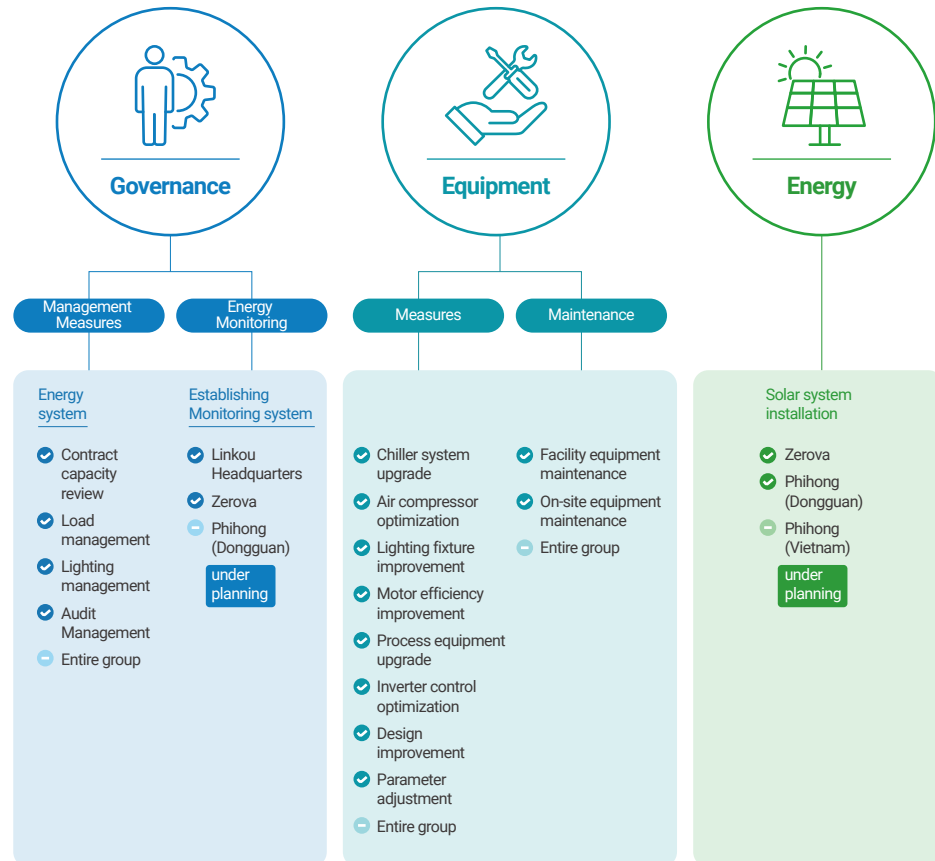 Governance
Management
Measures
Energy
Monitoring
Energy
system
Contract
capacity
review
Load
management
Lighting
management
Audit
Management
Entire group
Establishing
Monitoring system
Linkou
Headquarters
Zerova
Phihong
(Dongguan)
under
planning
Equipment
Measures
Maintenance
Chiller system
upgrade
Air compressor
optimization
Lighting fixture
improvement
Motor efficiency
improvement
Process equipment
upgrade
Inverter control
optimization
Design
improvement
Parameter
adjustment
Entire group
Facility equipment
maintenance
On-site equipment
maintenance
Entire group
Energy
Solar system
installation
Zerova
Phihong
(Dongguan)
Phihong
(Vietnam)
under
planning